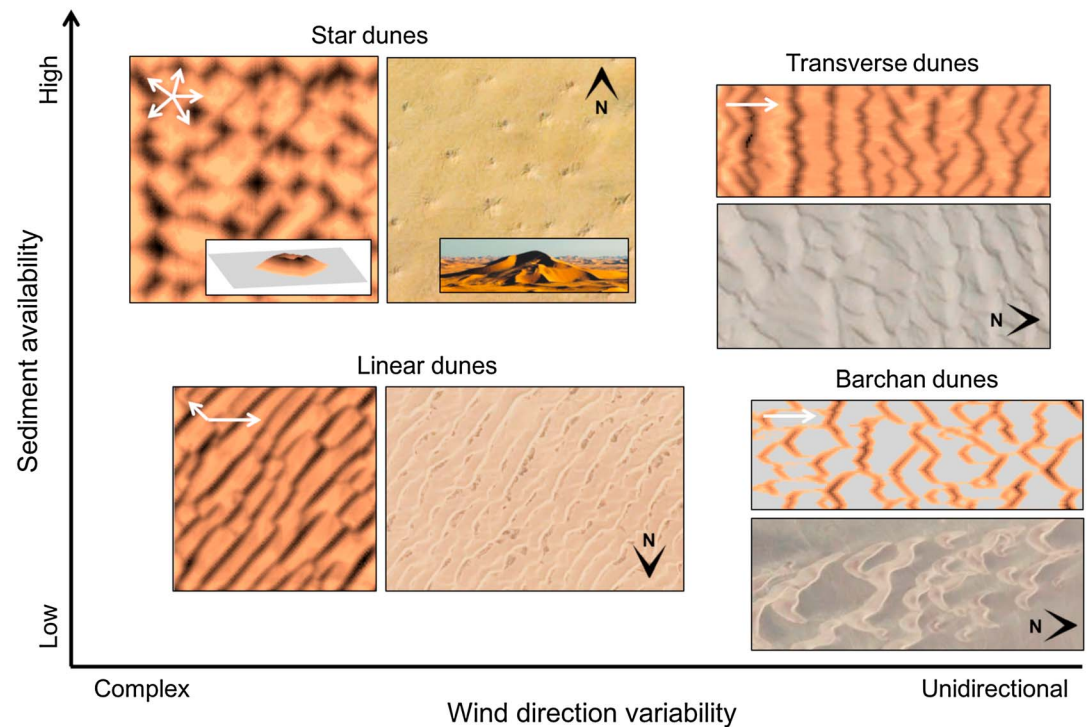 Star dunes
Transverse dunes
High
N
N
Sediment availability
Linear dunes
Barchan dunes
N
N
Low
Complex
Unidirectional
Wind direction variability